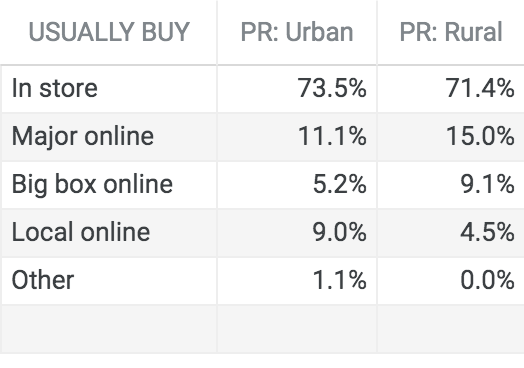 USUALLY BUY PR: Urban PR: Rural
In store 73.5% 71.4%
Major online 11.1% 15.0%
Big box online 5.2% 9.1%
Local online 9.0% 4.5%
Other 1.1% 0.0%